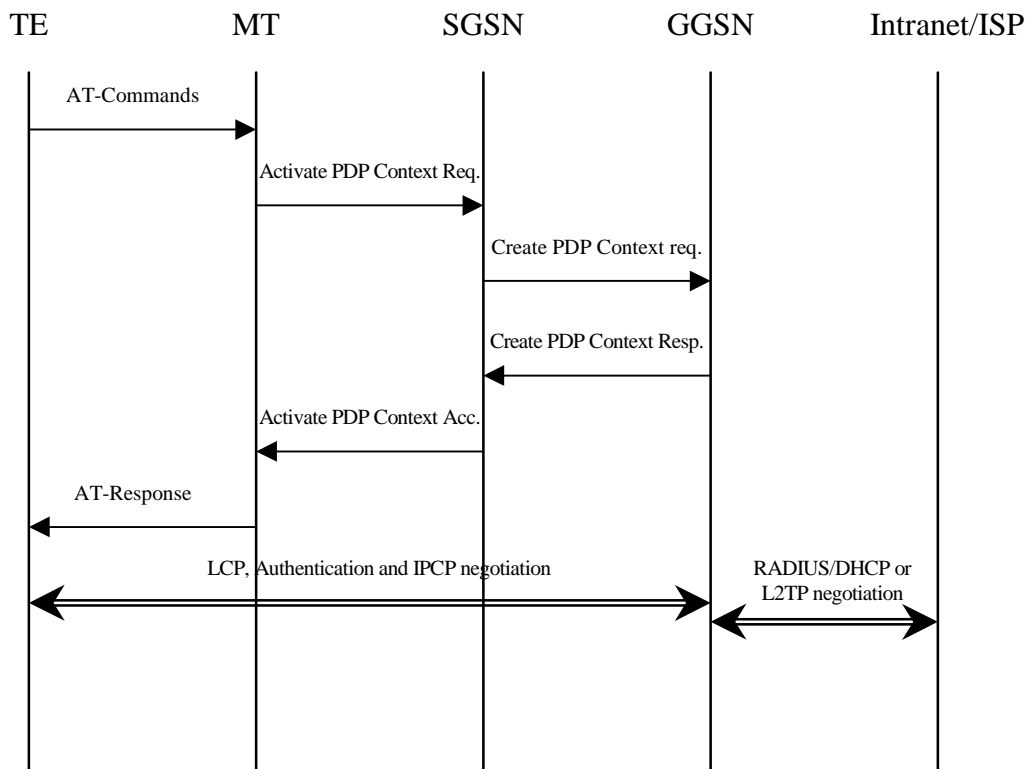 TE
MT
SGSN
GGSN
Intranet/ISP
AT-Commands
Activate PDP Context Req.
Create PDP Context req.
Create PDP Context Resp.
Activate PDP Context Acc.
AT-Response
LCP, Authentication and IPCP negotiation
RADIUS/DHCP or
L2TP negotiation